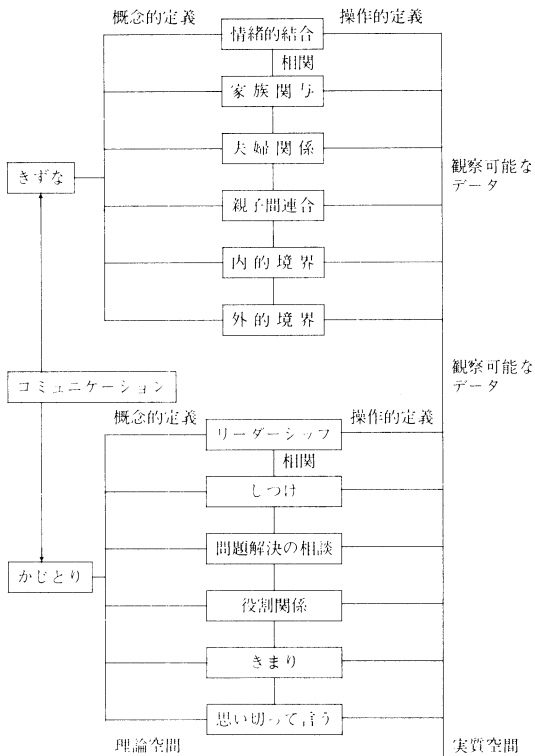 概念的定義
操作的定義
情緒的結合
相関
家族関与
夫婦関係
きずな
観察可能な
データ
親子間連合
内的境界
外的境界
観察可能な
データ
コミュニケーション
概念的定義
操作的定義
リーダーシップ
相関
しつけ
問題解決の相談
かじとり
役割関係
きまり
思い切って言う
理論空間
実質空間